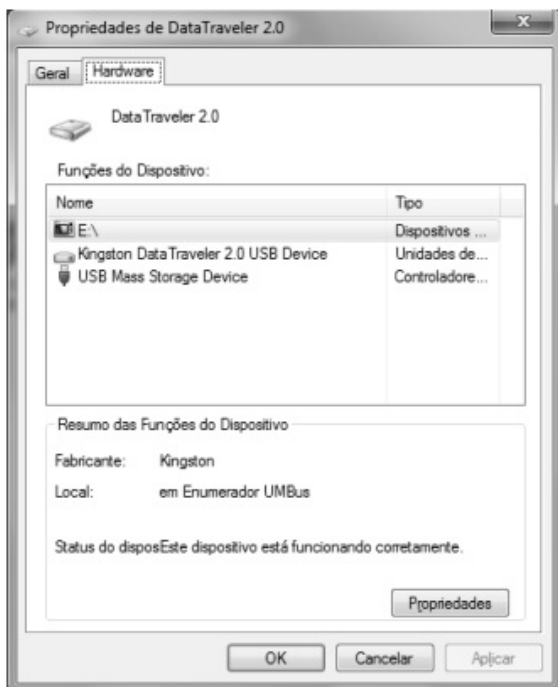 Propriedades de DataTraveler 2.0
x
Geral Hardware
DataTraveler 2.0
Funções do Dispositivo:
Nome Tipo
E:\ Dispositivos ...
Kingston DataTraveler 2.0 USB Device Unidades de...
USB Mass Storage Device Controladore...
Resumo das Funções do Dispositivo
Fabricante: Kingston
Local: em Enumerador UMBus
Status do disposEste dispositivo está funcionando corretamente.
Propriedades
OK Cancelar Aplicar